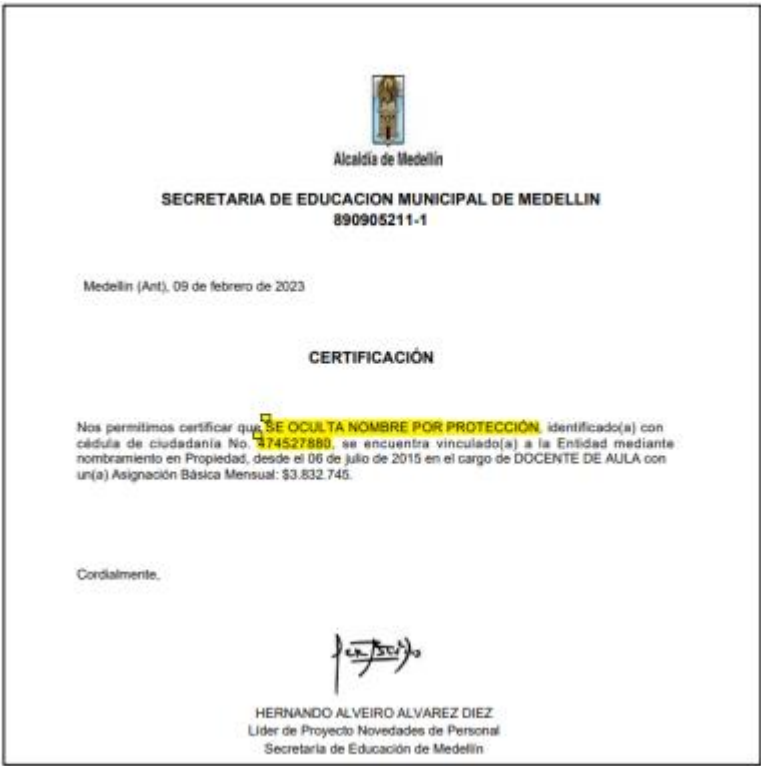 Alcaldía de Medellín
SECRETARIA DE EDUCACION MUNICIPAL DE MEDELLIN
890905211-1
Medellin (Ant), 09 de febrero de 2023
CERTIFICACIÓN
Nos permitimos certificar que SE OCULTA NOMBRE POR PROTECCIÓN, identificado(a) con
cédula de ciudadanía No. 474527880, se encuentra vinculado(a) a la Entidad mediante
nombramiento en Propiedad, desde el 06 de julio de 2015 en el cargo de DOCENTE DE AULA con
un(a) Asignación Básica Mensual: $3.832.745.
Cordialmente,
HERNANDO ALVEIRO ALVAREZ DIEZ
Líder de Proyecto Novedades de Personal
Secretaría de Educación de Medellín